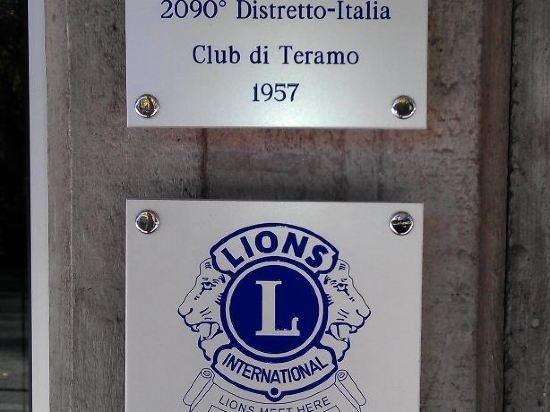 2090° Distretto-Italia
Club di Teramo
1957
LIONS
L
INTERNATIONAL
LIONS MEET HERE